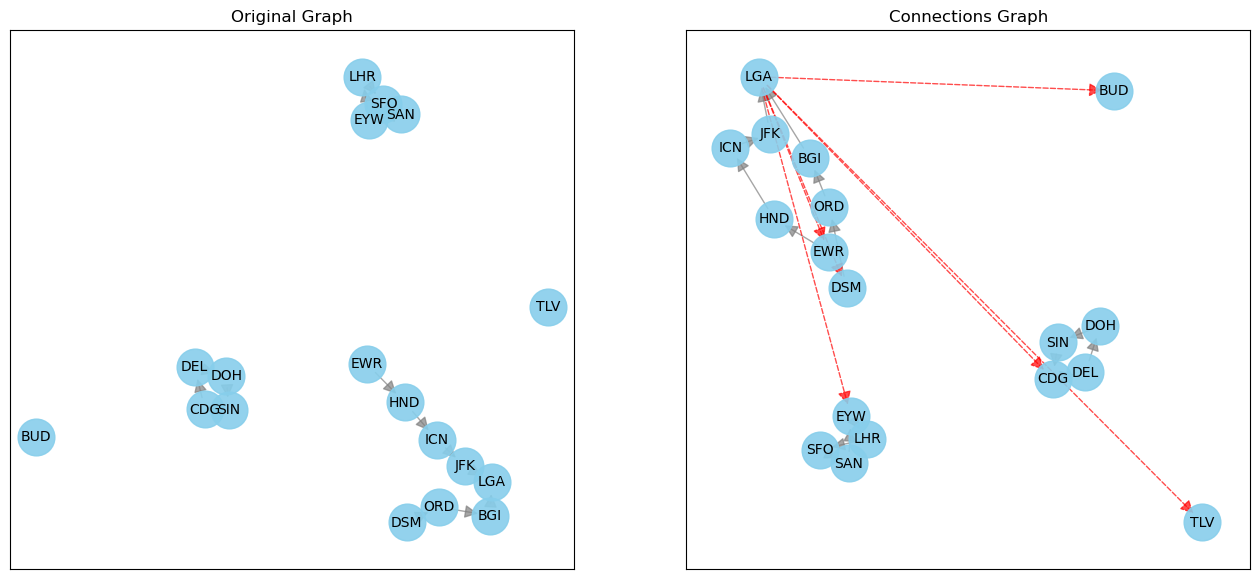 Original Graph
LHR
SFO
SAN
EYW
TLV
EWR
DEL
DOH
HND
CDG
SIN
BUD
ICN
JFK
LGA
ORD
BGI
DSM
Connections Graph
LGA
BUD
JFK
ICN
BGI
ORD
HND
EWR
DSM
DOH
SIN
DEL
CDG
EYW
LHR
SFO
SAN
TLV